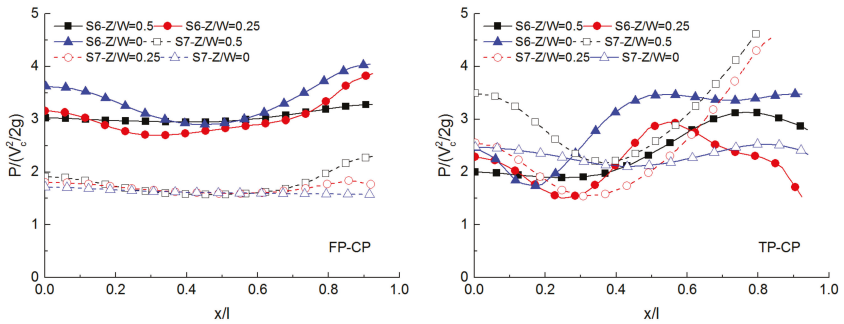 S6-Z/W=0.5 S6-Z/W=0.25
S6-Z/W=0 S7-Z/W=0.5
S7-Z/W=0.25 S7-Z/W=0
P/(V²c/2g)
5
4
3
2
1
0
0.0 0.2 0.4 0.6 0.8 1.0
x/l
FP-CP
S6-Z/W=0.5 S6-Z/W=0.25
S6-Z/W=0 S7-Z/W=0.5
S7-Z/W=0.25 S7-Z/W=0
P/(V²c/2g)
5
4
3
2
1
0
0.0 0.2 0.4 0.6 0.8 1.0
x/l
TP-CP